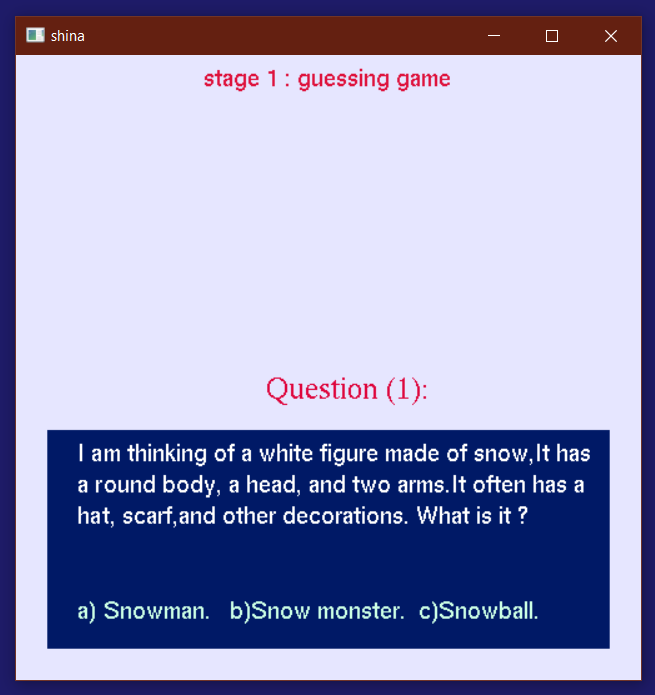 shina
stage 1 : guessing game
Question (1):
I am thinking of a white figure made of snow,It has
a round body, a head, and two arms.It often has a
hat, scarf,and other decorations. What is it ?
a) Snowman. b)Snow monster. c)Snowball.